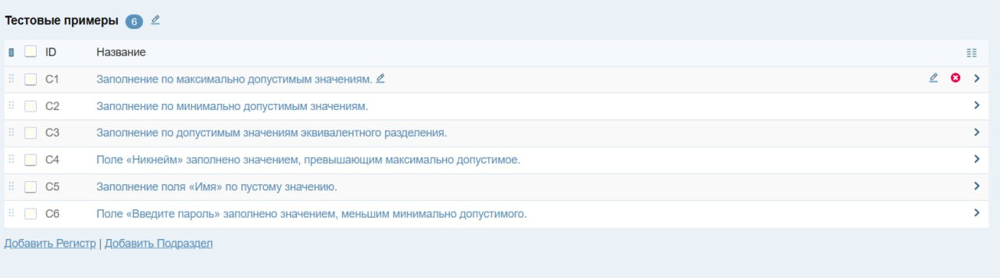 Тестовые примеры 6
ID Название
C1 Заполнение по максимально допустимым значениям.
C2 Заполнение по минимально допустимым значениям.
C3 Заполнение по допустимым значениям эквивалентного разделения.
C4 Поле «Никнейм» заполнено значением, превышающим максимально допустимое.
C5 Заполнение поля «Имя» по пустому значению.
C6 Поле «Введите пароль» заполнено значением, меньшим минимально допустимого.
Добавить Регистр | Добавить Подраздел